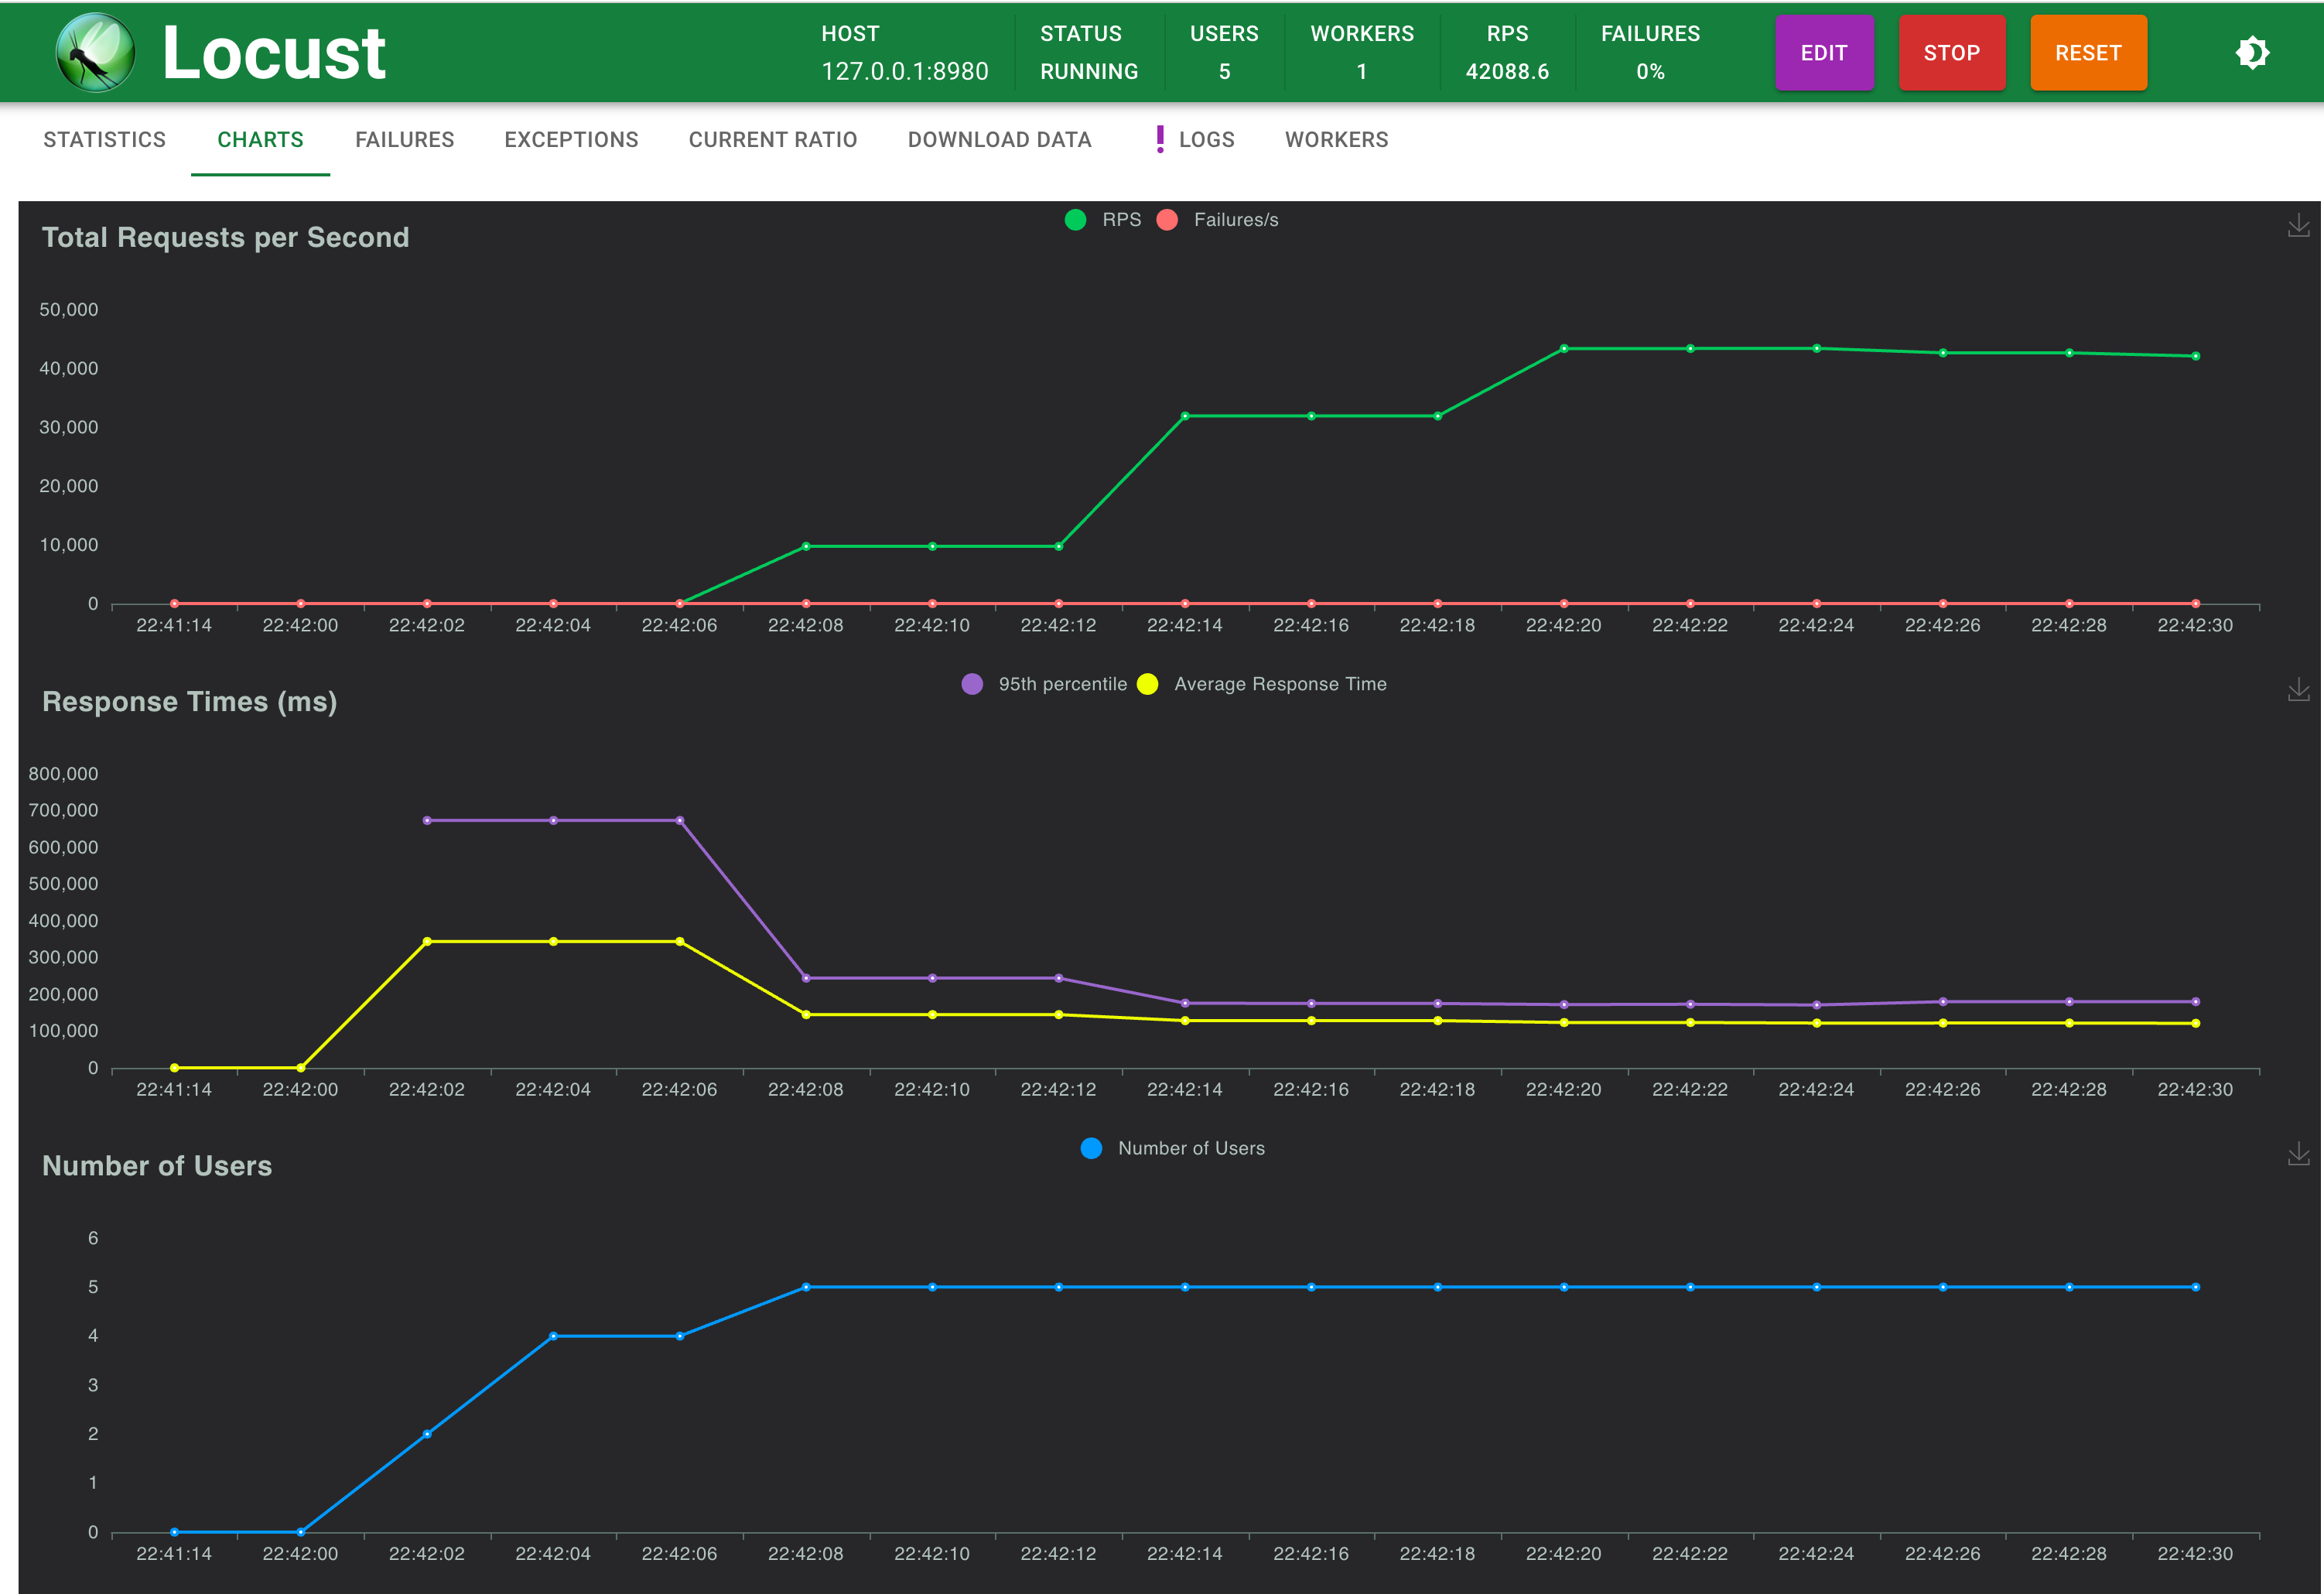 Locust
HOST
127.0.0.1:8980
STATUS
RUNNING
USERS
5
WORKERS
1
RPS
42088.6
FAILURES
0%
EDIT
STOP
RESET
STATISTICS CHARTS FAILURES EXCEPTIONS CURRENT RATIO DOWNLOAD DATA ! LOGS WORKERS
Total Requests per Second
RPS Failures/s
50,000
40,000
30,000
20,000
10,000
0
22:41:14 22:42:00 22:42:02 22:42:04 22:42:06 22:42:08 22:42:10 22:42:12 22:42:14 22:42:16 22:42:18 22:42:20 22:42:22 22:42:24 22:42:26 22:42:28 22:42:30
Response Times (ms)
95th percentile Average Response Time
800,000
700,000
600,000
500,000
400,000
300,000
200,000
100,000
0
22:41:14 22:42:00 22:42:02 22:42:04 22:42:06 22:42:08 22:42:10 22:42:12 22:42:14 22:42:16 22:42:18 22:42:20 22:42:22 22:42:24 22:42:26 22:42:28 22:42:30
Number of Users
Number of Users
6
5
4
3
2
1
0
22:41:14 22:42:00 22:42:02 22:42:04 22:42:06 22:42:08 22:42:10 22:42:12 22:42:14 22:42:16 22:42:18 22:42:20 22:42:22 22:42:24 22:42:26 22:42:28 22:42:30